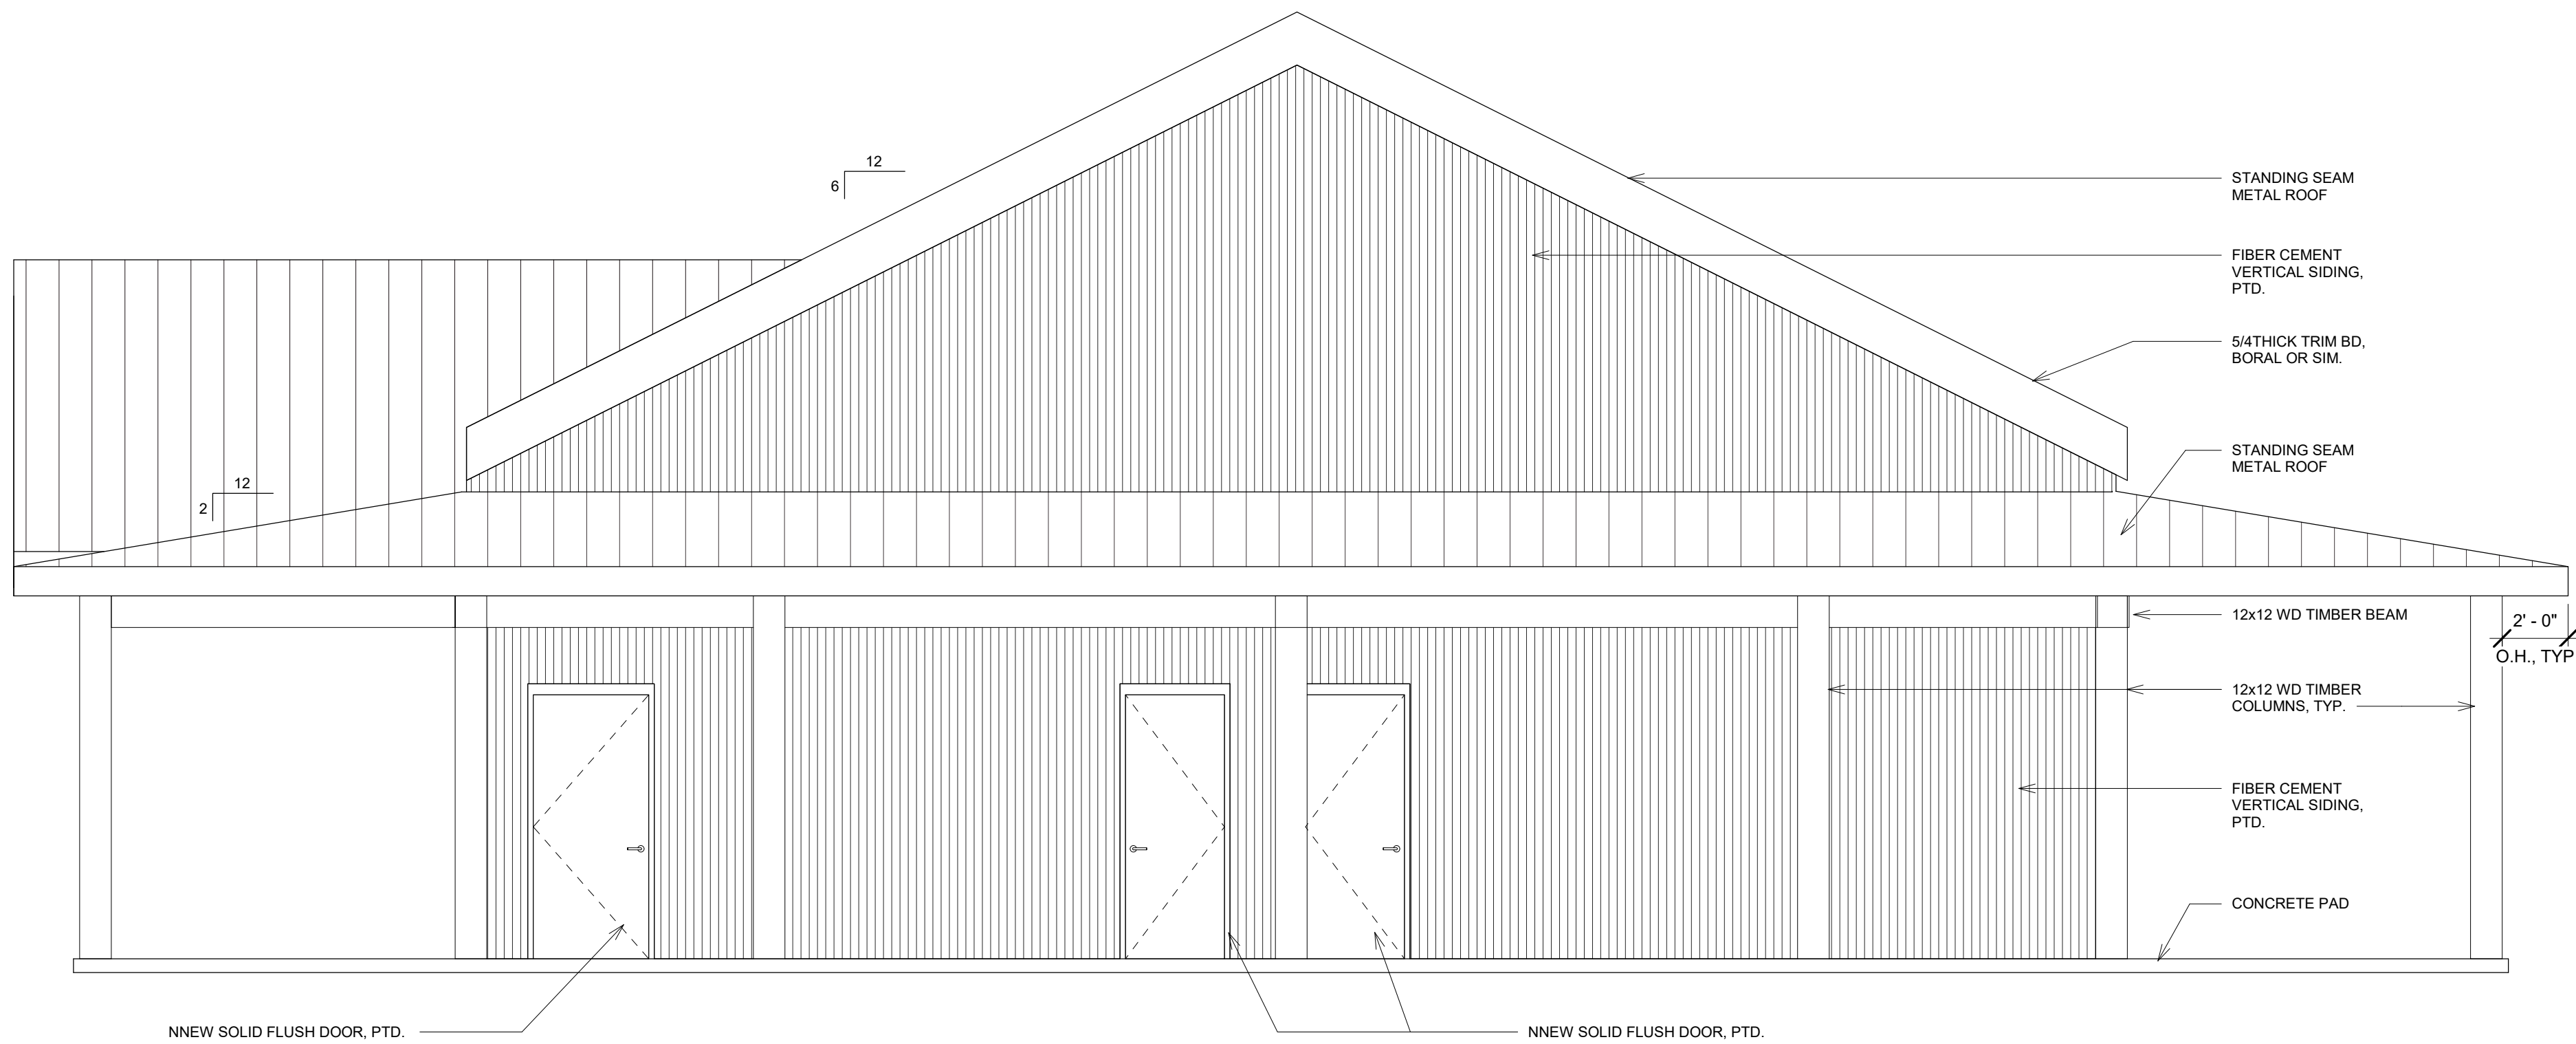 12
6
STANDING SEAM
METAL ROOF
FIBER CEMENT
VERTICAL SIDING,
PTD.
5/4THICK TRIM BD,
BORAL OR SIM.
STANDING SEAM
METAL ROOF
12
2
12x12 WD TIMBER BEAM
2' - 0"
O.H., TYP
12x12 WD TIMBER
COLUMNS, TYP.
FIBER CEMENT
VERTICAL SIDING,
PTD.
CONCRETE PAD
NNEW SOLID FLUSH DOOR, PTD.
NNEW SOLID FLUSH DOOR, PTD.